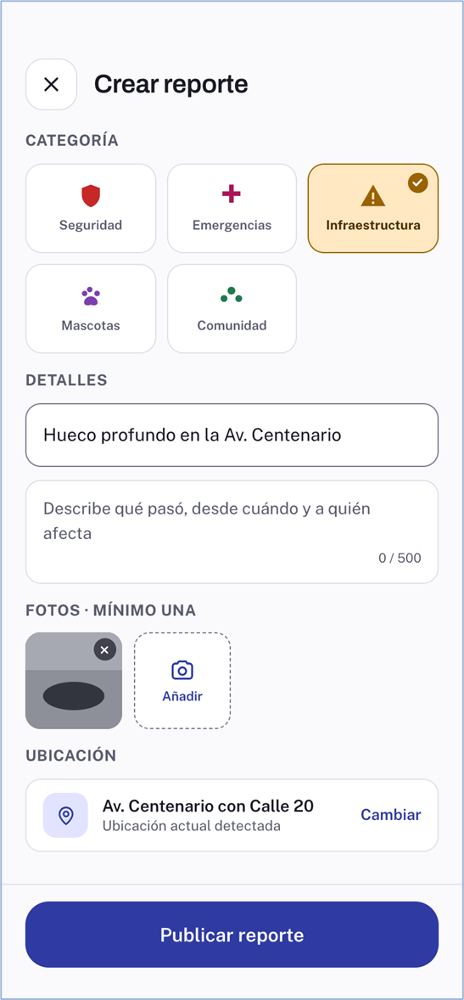 Crear reporte
CATEGORÍA
Seguridad
Emergencias
Infraestructura
Mascotas
Comunidad
DETALLES
Hueco profundo en la Av. Centenario
Describe qué pasó, desde cuándo y a quién
afecta
0 / 500
FOTOS · MÍNIMO UNA
Añadir
UBICACIÓN
Av. Centenario con Calle 20
Ubicación actual detectada
Cambiar
Publicar reporte